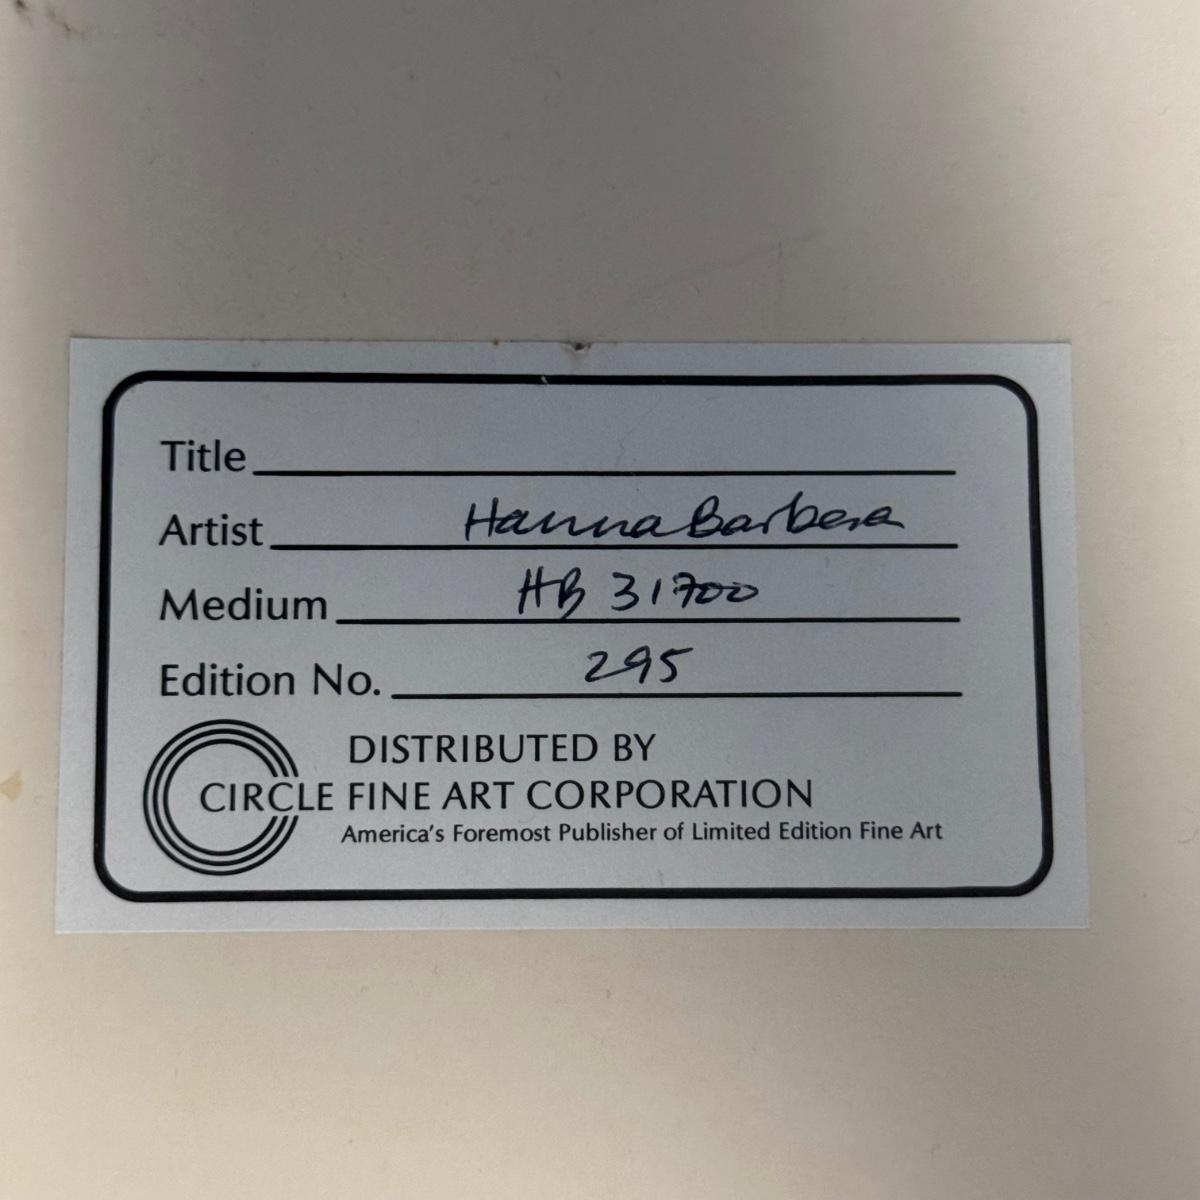 Title
Artist Hanna Barbera
Medium HB 31700
Edition No. 295
DISTRIBUTED BY
CIRCLE FINE ART CORPORATION
America's Foremost Publisher of Limited Edition Fine Art